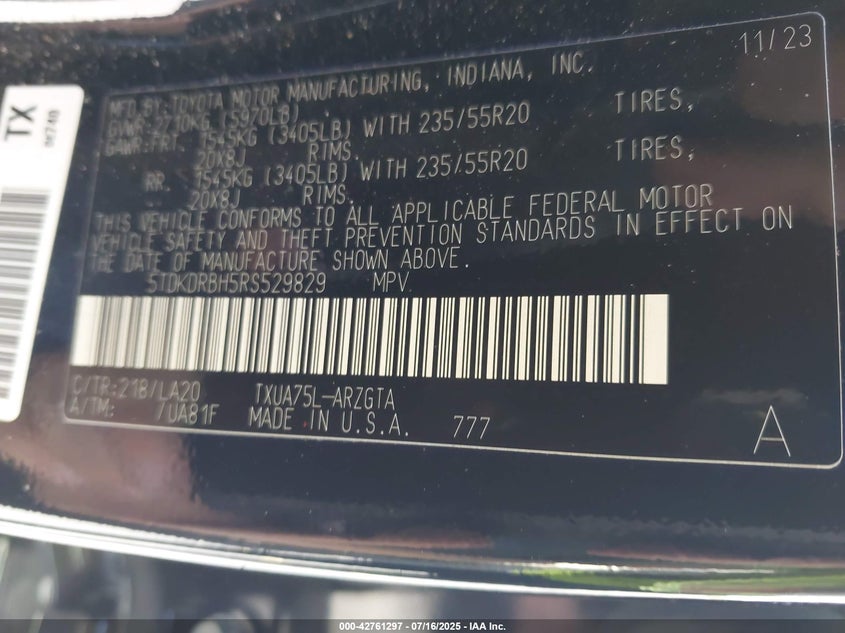 11/23
MFD.BY:TOYOTA MOTOR MANUFACTURING, INDIANA, INC.
GVWR:2710KG (5970LB)
GAWR:FRT. 1545KG (3405LB) WITH 235/55R20 TIRES,
20X8J RIMS.
RR. 1545KG (3405LB) WITH 235/55R20 TIRES,
20X8J RIMS.
THIS VEHICLE CONFORMS TO ALL APPLICABLE FEDERAL MOTOR
VEHICLE SAFETY AND THEFT PREVENTION STANDARDS IN EFFECT ON
THE DATE OF MANUFACTURE SHOWN ABOVE.
5TDKDRBH5RS529829 MPV
C/TR:218/LA20 TXUA75L-ARZGTA
A/TM: /UA81F MADE IN U.S.A. 777
A
TX
000-42761297 - 07/16/2025 - IAA Inc.